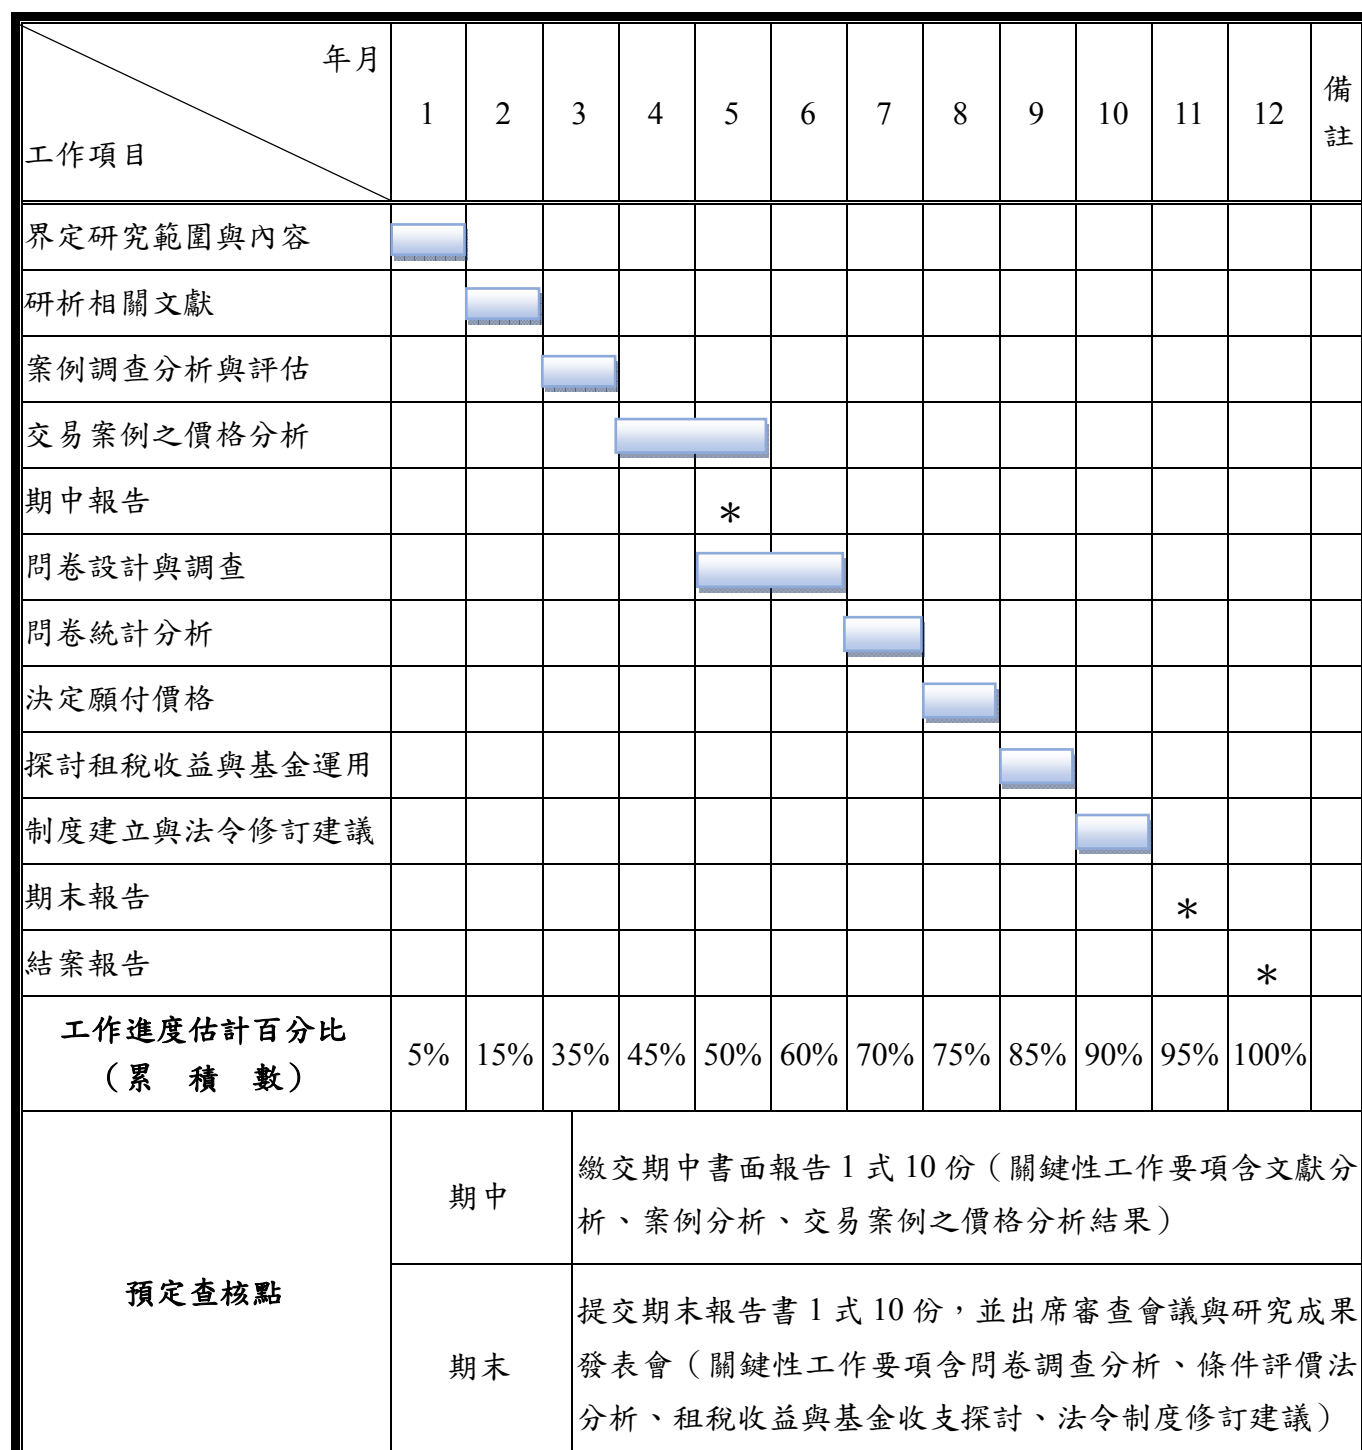 年月
工作項目
1 2 3 4 5 6 7 8 9 10 11 12 備註
界定研究範圍與內容
研析相關文獻
案例調查分析與評估
交易案例之價格分析
期中報告 *
問卷設計與調查
問卷統計分析
決定願付價格
探討租稅收益與基金運用
制度建立與法令修訂建議
期末報告 *
結案報告 *
工作進度估計百分比
（累 積 數）
5% 15% 35% 45% 50% 60% 70% 75% 85% 90% 95% 100%
預定查核點
期中
繳交期中書面報告 1 式 10 份（關鍵性工作要項含文獻分
析、案例分析、交易案例之價格分析結果）
期末
提交期末報告書 1 式 10 份，並出席審查會議與研究成果
發表會（關鍵性工作要項含問卷調查分析、條件評價法
分析、租稅收益與基金收支探討、法令制度修訂建議）